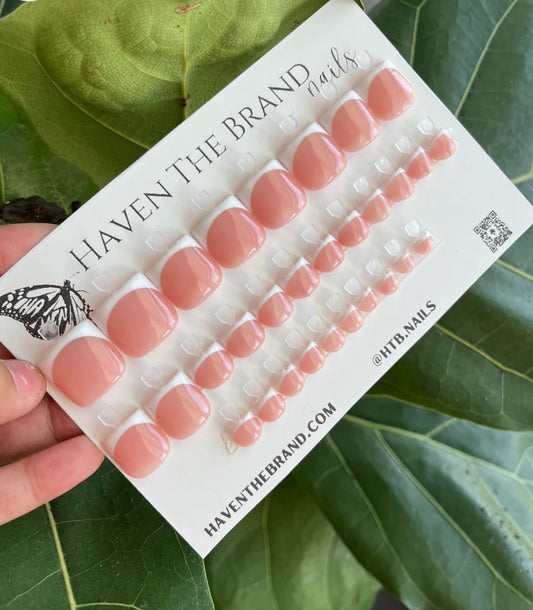 HAVEN THE BRAND
nails
@HTB.NAILS
HAVENTHEBRAND.COM